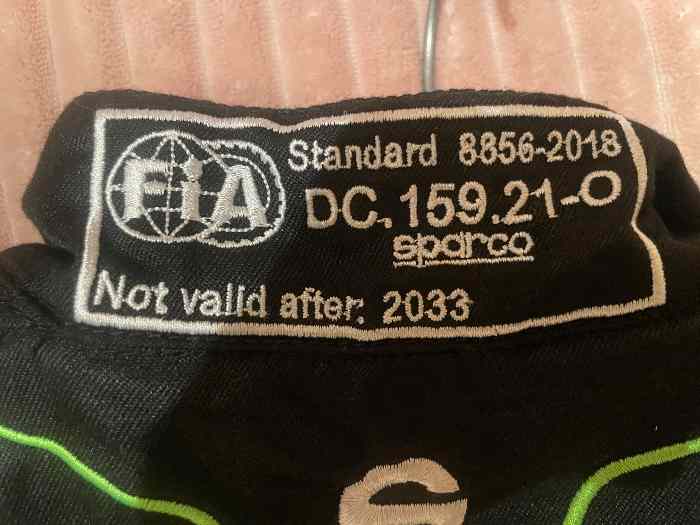 FIA
Standard 8856-2018
DC.159.21-O
sparco
Not valid after: 2033